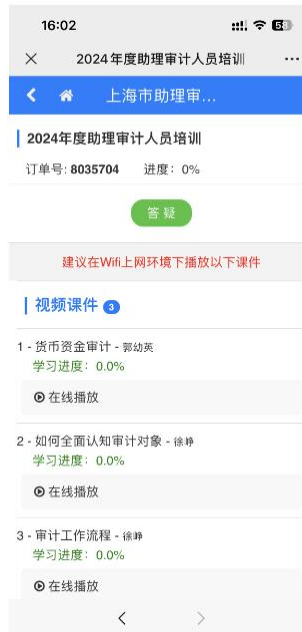 16:02
58
2024年度助理审计人员培训
上海市助理审...
2024年度助理审计人员培训
订单号: 8035704 进度：0%
答疑
建议在Wifi上网环境下播放以下课件
视频课件 3
1 - 货币资金审计 - 郭幼英
学习进度：0.0%
在线播放
2 - 如何全面认知审计对象 - 徐峥
学习进度：0.0%
在线播放
3 - 审计工作流程 - 徐峥
学习进度：0.0%
在线播放